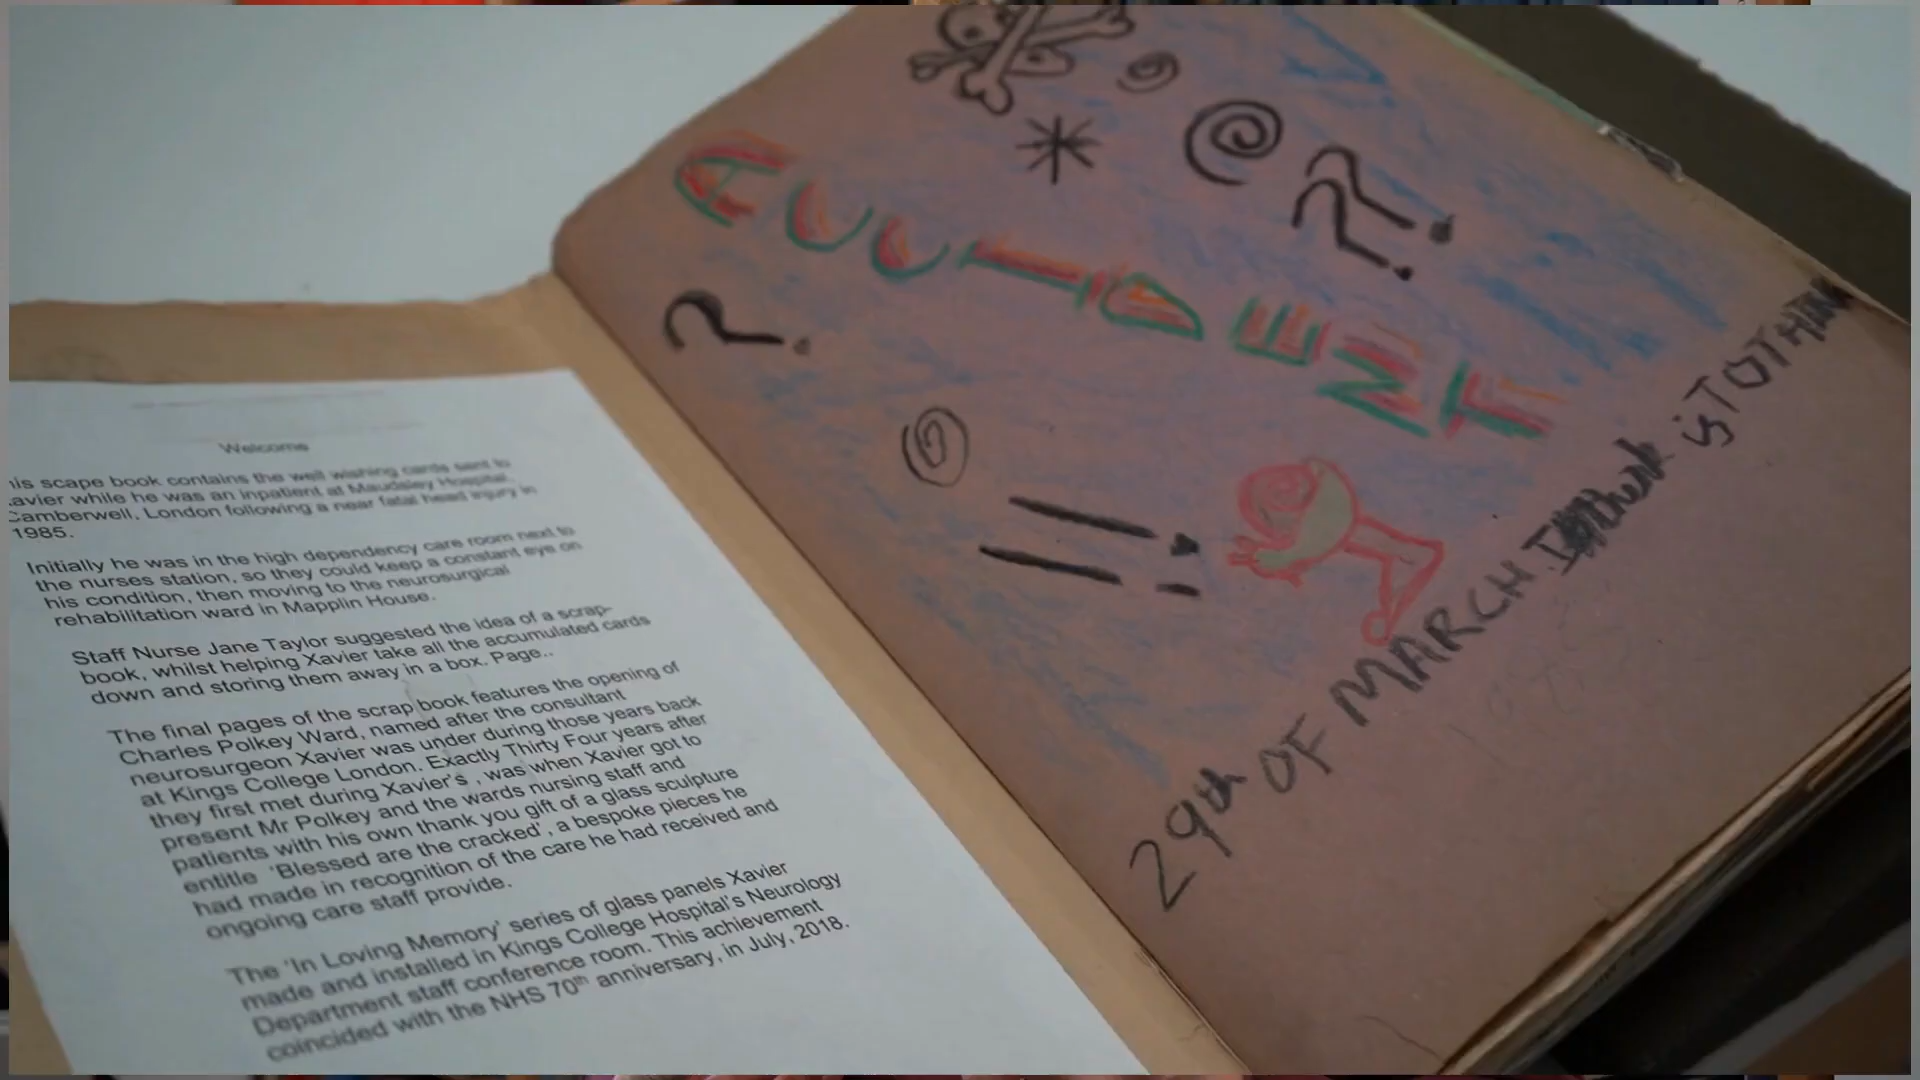 Welcome
his scape book contains the well wishing cards sent to
avier while he was an inpatient at Maudsley Hospital,
Camberwell, London following a near fatal head injury in
1985.
Initially he was in the high dependency care room next to
the nurses station, so they could keep a constant eye on
his condition, then moving to the neurosurgical
rehabilitation ward in Mapplin House.
Staff Nurse Jane Taylor suggested the idea of a scrap-
book, whilst helping Xavier take all the accumulated cards
down and storing them away in a box. Page..
The final pages of the scrap book features the opening of
Charles Polkey Ward, named after the consultant
neurosurgeon Xavier was under during those years back
at Kings College London. Exactly Thirty Four years after
they first met during Xavier's , was when Xavier got to
present Mr Polkey and the wards nursing staff and
patients with his own thank you gift of a glass sculpture
entitle 'Blessed are the cracked', a bespoke pieces he
had made in recognition of the care he had received and
ongoing care staff provide.
The 'In Loving Memory' series of glass panels Xavier
made and installed in Kings College Hospital's Neurology
Department staff conference room. This achievement
coincided with the NHS 70th anniversary, in July, 2018.
* @ ??
ACCIDENT
?
!!
29th OF MARCH I think is TO THINK